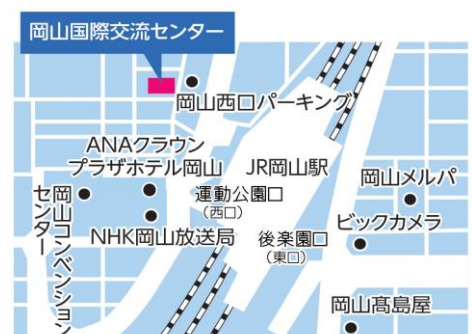 岡山国際交流センター
岡山西口パーキング
ANAクラウン
プラザホテル岡山
JR岡山駅
岡山メルパ
運動公園口
(西口)
岡山コンベンション
センター
ビックカメラ
NHK岡山放送局
後楽園口
(東口)
岡山髙島屋